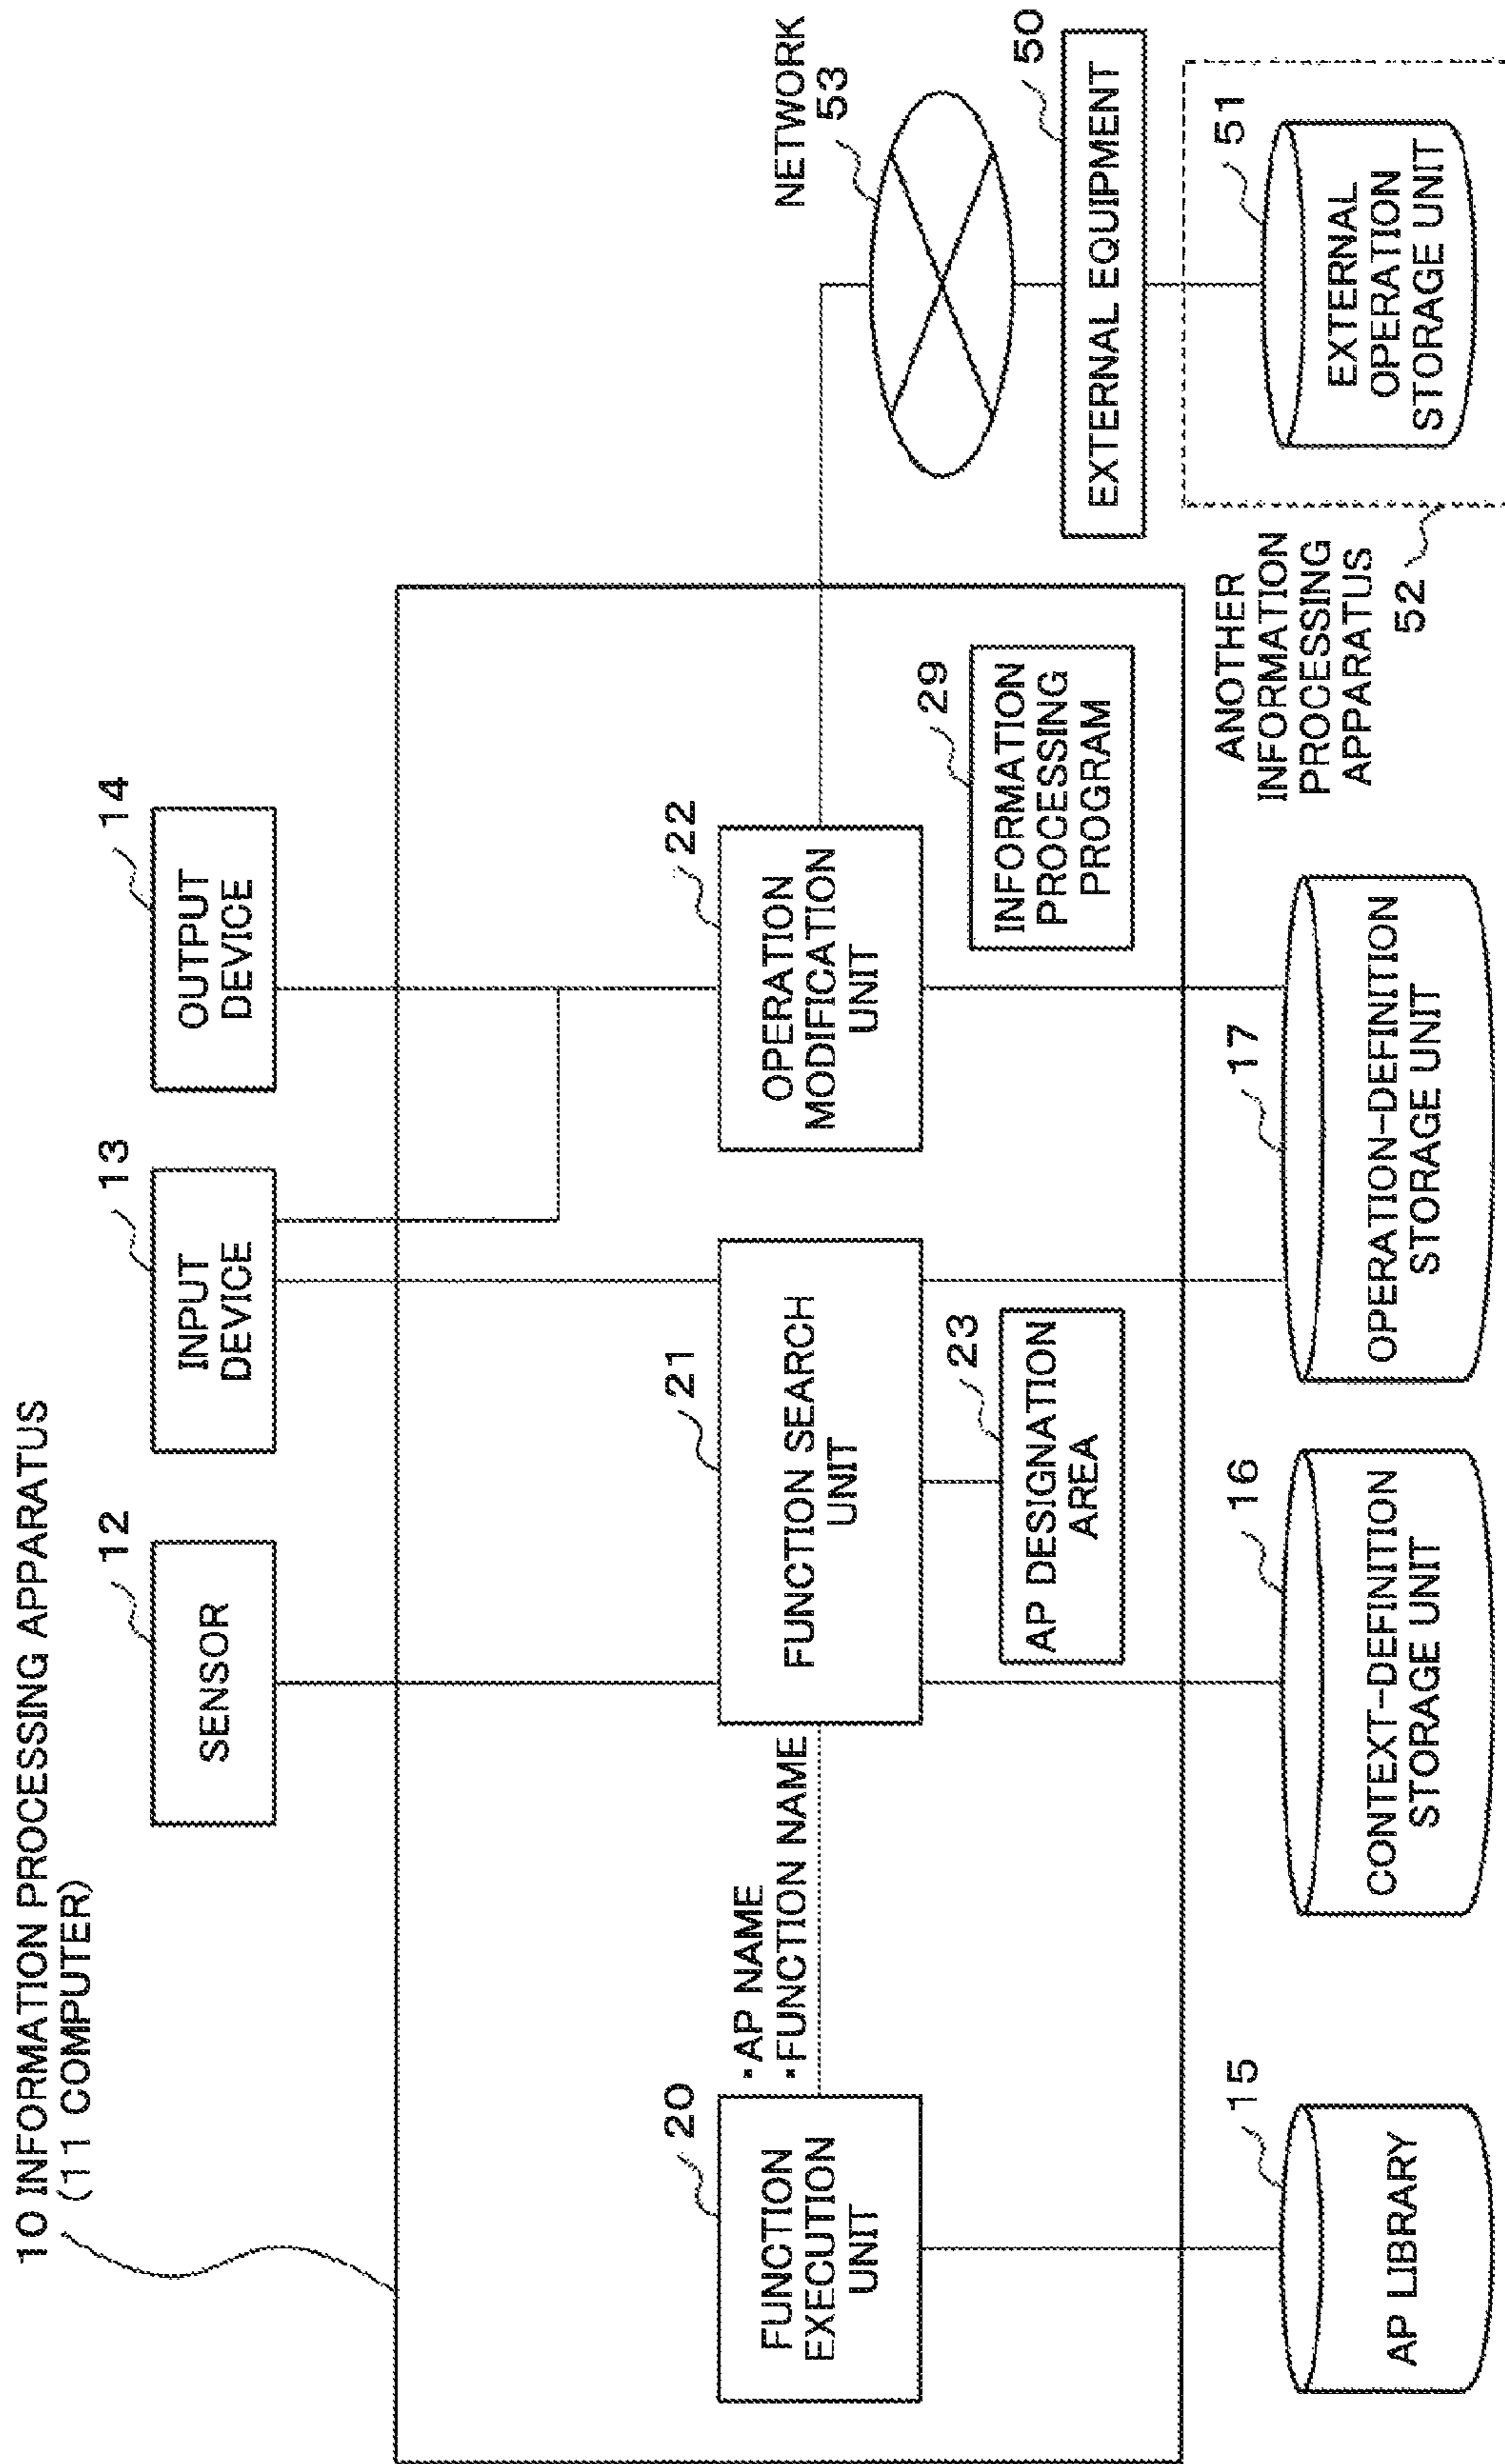 10 INFORMATION PROCESSING APPARATUS
(11 COMPUTER)
12
SENSOR
13
INPUT
DEVICE
14
OUTPUT
DEVICE
20
FUNCTION
EXECUTION
UNIT
・AP NAME
・FUNCTION NAME
21
FUNCTION SEARCH
UNIT
22
OPERATION
MODIFICATION
UNIT
23
AP DESIGNATION
AREA
29
INFORMATION
PROCESSING
PROGRAM
NETWORK
53
50
EXTERNAL EQUIPMENT
15
AP LIBRARY
16
CONTEXT-DEFINITION
STORAGE UNIT
17
OPERATION-DEFINITION
STORAGE UNIT
ANOTHER
INFORMATION
PROCESSING
APPARATUS
52
51
EXTERNAL
OPERATION
STORAGE UNIT